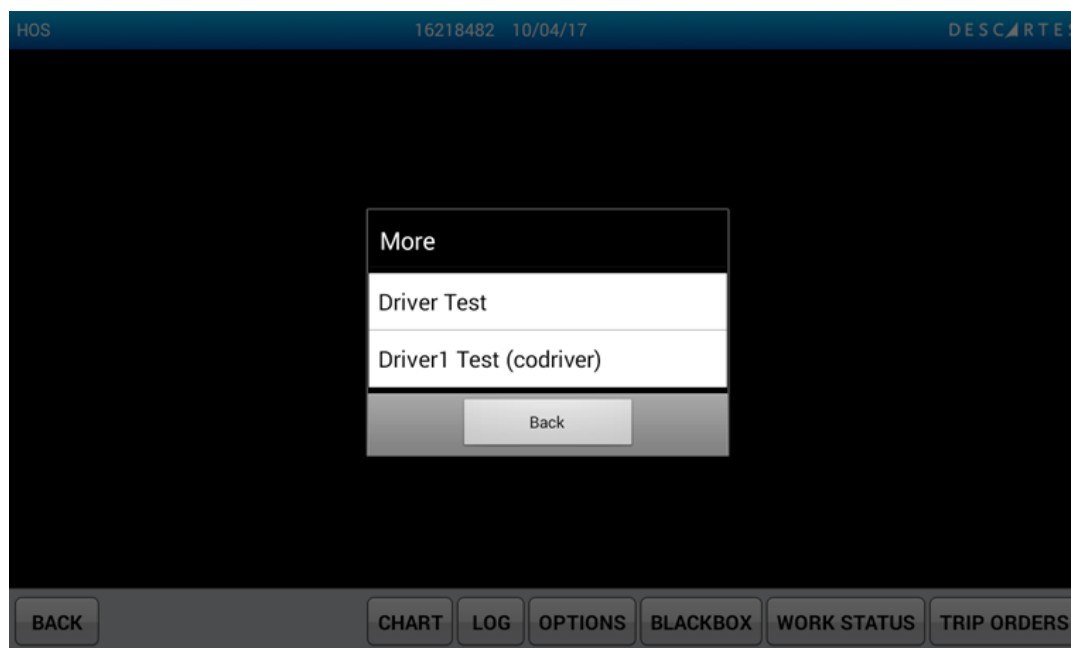 HOS 16218482 10/04/17 DESCARTES
More
Driver Test
Driver1 Test (codriver)
Back
BACK CHART LOG OPTIONS BLACKBOX WORK STATUS TRIP ORDERS